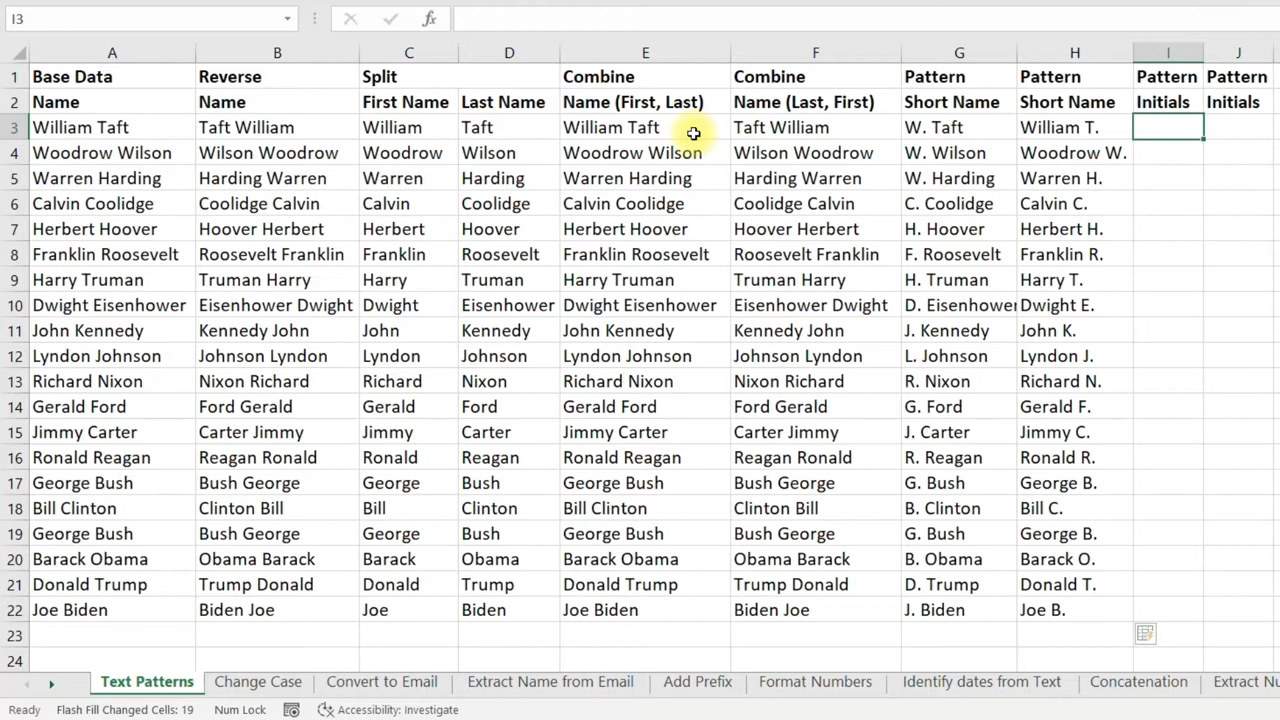 I3
fx
A B C D E F G H I J
1 Base Data Reverse Split Combine Combine Pattern Pattern Pattern Pattern
2 Name Name First Name Last Name Name (First, Last) Name (Last, First) Short Name Short Name Initials Initials
3 William Taft Taft William William Taft William Taft Taft William W. Taft William T.
4 Woodrow Wilson Wilson Woodrow Woodrow Wilson Woodrow Wilson Wilson Woodrow W. Wilson Woodrow W.
5 Warren Harding Harding Warren Warren Harding Warren Harding Harding Warren W. Harding Warren H.
6 Calvin Coolidge Coolidge Calvin Calvin Coolidge Calvin Coolidge Coolidge Calvin C. Coolidge Calvin C.
7 Herbert Hoover Hoover Herbert Herbert Hoover Herbert Hoover Hoover Herbert H. Hoover Herbert H.
8 Franklin Roosevelt Roosevelt Franklin Franklin Roosevelt Franklin Roosevelt Roosevelt Franklin F. Roosevelt Franklin R.
9 Harry Truman Truman Harry Harry Truman Harry Truman Truman Harry H. Truman Harry T.
10 Dwight Eisenhower Eisenhower Dwight Dwight Eisenhower Dwight Eisenhower Eisenhower Dwight D. Eisenhower Dwight E.
11 John Kennedy Kennedy John John Kennedy John Kennedy Kennedy John J. Kennedy John K.
12 Lyndon Johnson Johnson Lyndon Lyndon Johnson Lyndon Johnson Johnson Lyndon L. Johnson Lyndon J.
13 Richard Nixon Nixon Richard Richard Nixon Richard Nixon Nixon Richard R. Nixon Richard N.
14 Gerald Ford Ford Gerald Gerald Ford Gerald Ford Ford Gerald G. Ford Gerald F.
15 Jimmy Carter Carter Jimmy Jimmy Carter Jimmy Carter Carter Jimmy J. Carter Jimmy C.
16 Ronald Reagan Reagan Ronald Ronald Reagan Ronald Reagan Reagan Ronald R. Reagan Ronald R.
17 George Bush Bush George George Bush George Bush Bush George G. Bush George B.
18 Bill Clinton Clinton Bill Bill Clinton Bill Clinton Clinton Bill B. Clinton Bill C.
19 George Bush Bush George George Bush George Bush Bush George G. Bush George B.
20 Barack Obama Obama Barack Barack Obama Barack Obama Obama Barack B. Obama Barack O.
21 Donald Trump Trump Donald Donald Trump Donald Trump Trump Donald D. Trump Donald T.
22 Joe Biden Biden Joe Joe Biden Joe Biden Biden Joe J. Biden Joe B.
23
24
Text Patterns Change Case Convert to Email Extract Name from Email Add Prefix Format Numbers Identify dates from Text Concatenation Extract Nu
Ready Flash Fill Changed Cells: 19 Num Lock Accessibility: Investigate